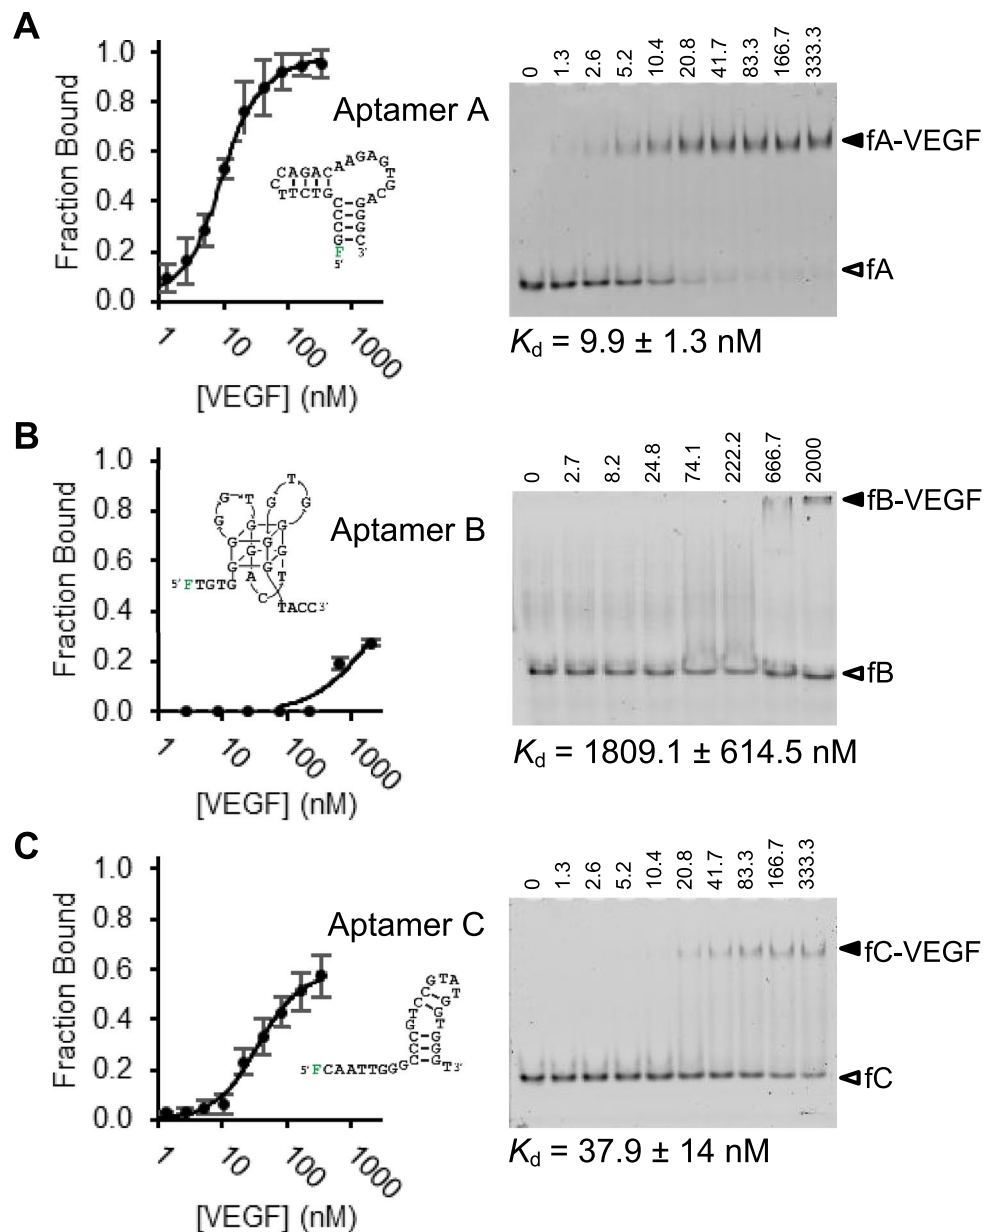 A
1.0
0.8
0.6
0.4
0.2
0.0
Fraction Bound
1
10
100
1000
[VEGF] (nM)
Aptamer A
F
5'
3'
0
1.3
2.6
5.2
10.4
20.8
41.7
83.3
166.7
333.3
fA-VEGF
fA
Kd = 9.9 ± 1.3 nM
B
1.0
0.8
0.6
0.4
0.2
0.0
Fraction Bound
1
10
100
1000
[VEGF] (nM)
Aptamer B
5' FTGTG
TACC3'
0
2.7
8.2
24.8
74.1
222.2
666.7
2000
fB-VEGF
fB
Kd = 1809.1 ± 614.5 nM
C
1.0
0.8
0.6
0.4
0.2
0.0
Fraction Bound
1
10
100
1000
[VEGF] (nM)
Aptamer C
5' FCAATTGGG
T3'
0
1.3
2.6
5.2
10.4
20.8
41.7
83.3
166.7
333.3
fC-VEGF
fC
Kd = 37.9 ± 14 nM